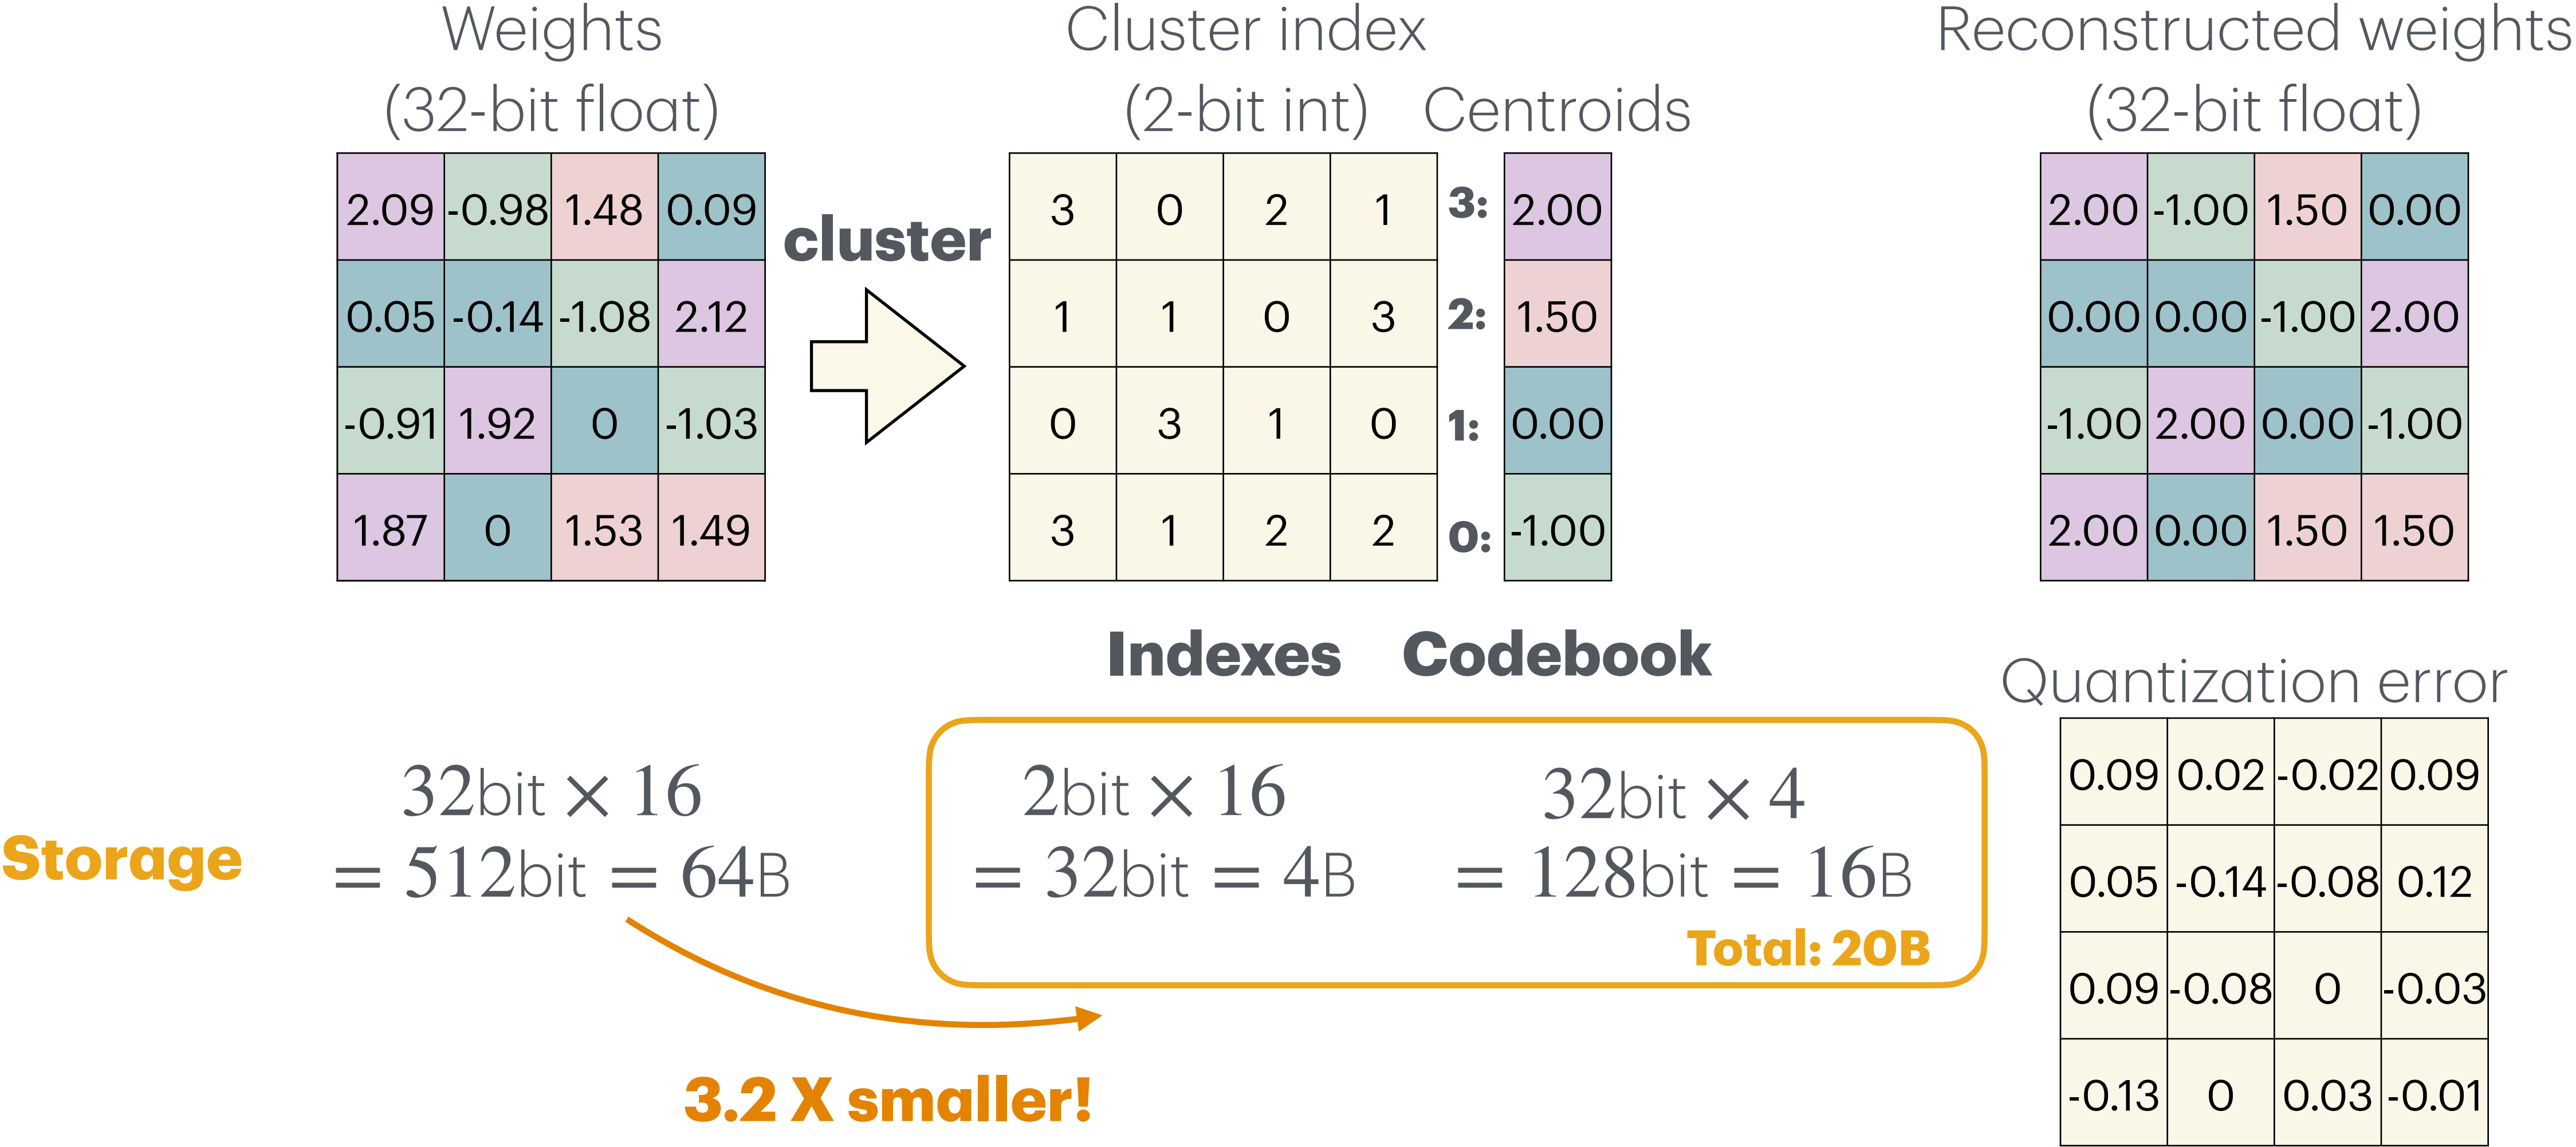 Weights
(32-bit float)
2.09 -0.98 1.48 0.09
0.05 -0.14 -1.08 2.12
-0.91 1.92 0 -1.03
1.87 0 1.53 1.49
cluster
Cluster index
(2-bit int)
3 0 2 1
1 1 0 3
0 3 1 0
3 1 2 2
Indexes
Centroids
3: 2.00
2: 1.50
1: 0.00
0: -1.00
Codebook
Reconstructed weights
(32-bit float)
2.00 -1.00 1.50 0.00
0.00 0.00 -1.00 2.00
-1.00 2.00 0.00 -1.00
2.00 0.00 1.50 1.50
Storage
32bit × 16
= 512bit = 64B
2bit × 16
= 32bit = 4B
32bit × 4
= 128bit = 16B
Total: 20B
3.2 X smaller!
Quantization error
0.09 0.02 -0.02 0.09
0.05 -0.14 -0.08 0.12
0.09 -0.08 0 -0.03
-0.13 0 0.03 -0.01